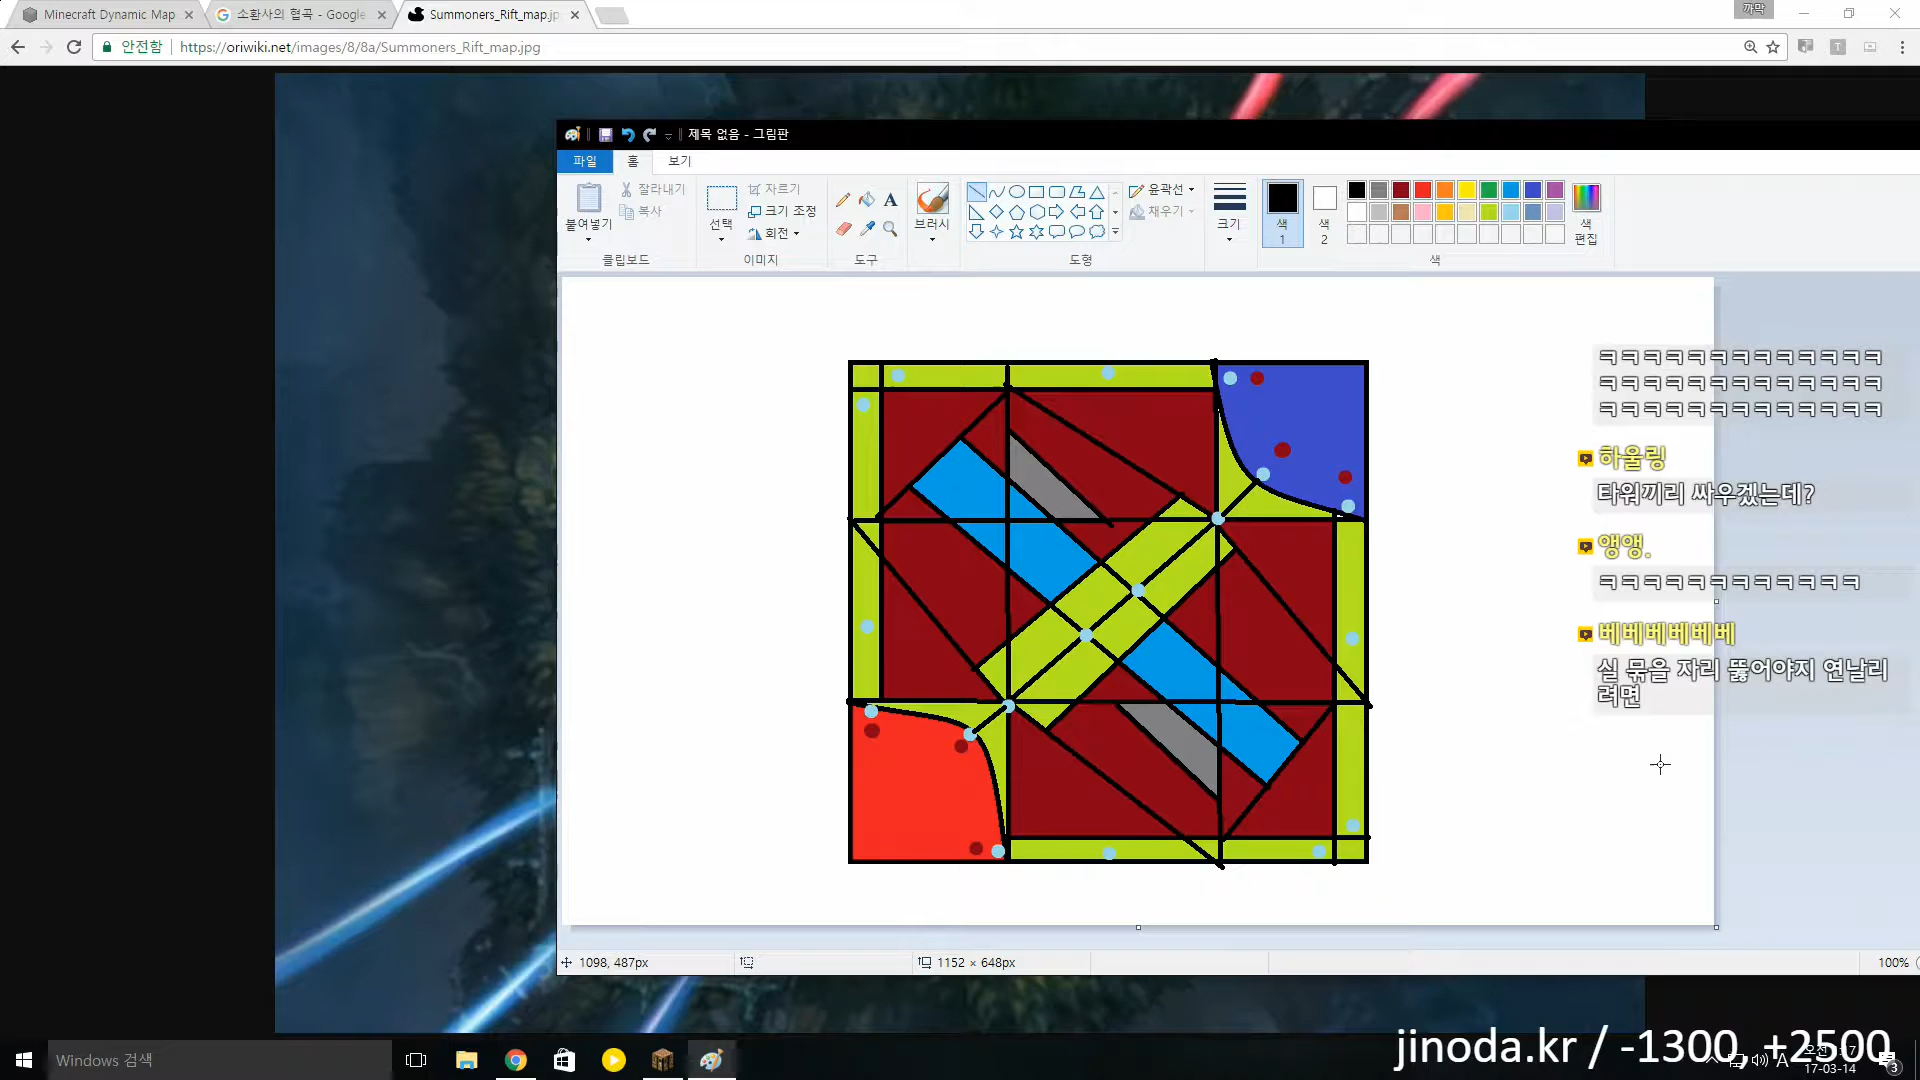 Minecraft Dynamic Map
소환사의 협곡 - Google
Summoners_Rift_map.jp
까막
안전함
https://oriwiki.net/images/8/8a/Summoners_Rift_map.jpg
제목 없음 - 그림판
파일
홈
보기
붙여넣기
잘라내기
복사
클립보드
선택
자르기
크기 조정
회전
이미지
A
도구
브러시
윤곽선
채우기
도형
크기
색
1
색
2
색
편집
색
ㅋㅋㅋㅋㅋㅋㅋㅋㅋㅋㅋㅋㅋ
ㅋㅋㅋㅋㅋㅋㅋㅋㅋㅋㅋㅋㅋ
ㅋㅋㅋㅋㅋㅋㅋㅋㅋㅋㅋㅋㅋ
하울링
타워끼리 싸우겠는데?
앵앵.
ㅋㅋㅋㅋㅋㅋㅋㅋㅋㅋㅋㅋ
베베베베베베
실 묶을 자리 뚫어야지 연날리
려면
1098, 487px
1152 × 648px
100%
Windows 검색
jinoda.kr / -1300, +2500
A
17-03-14
3